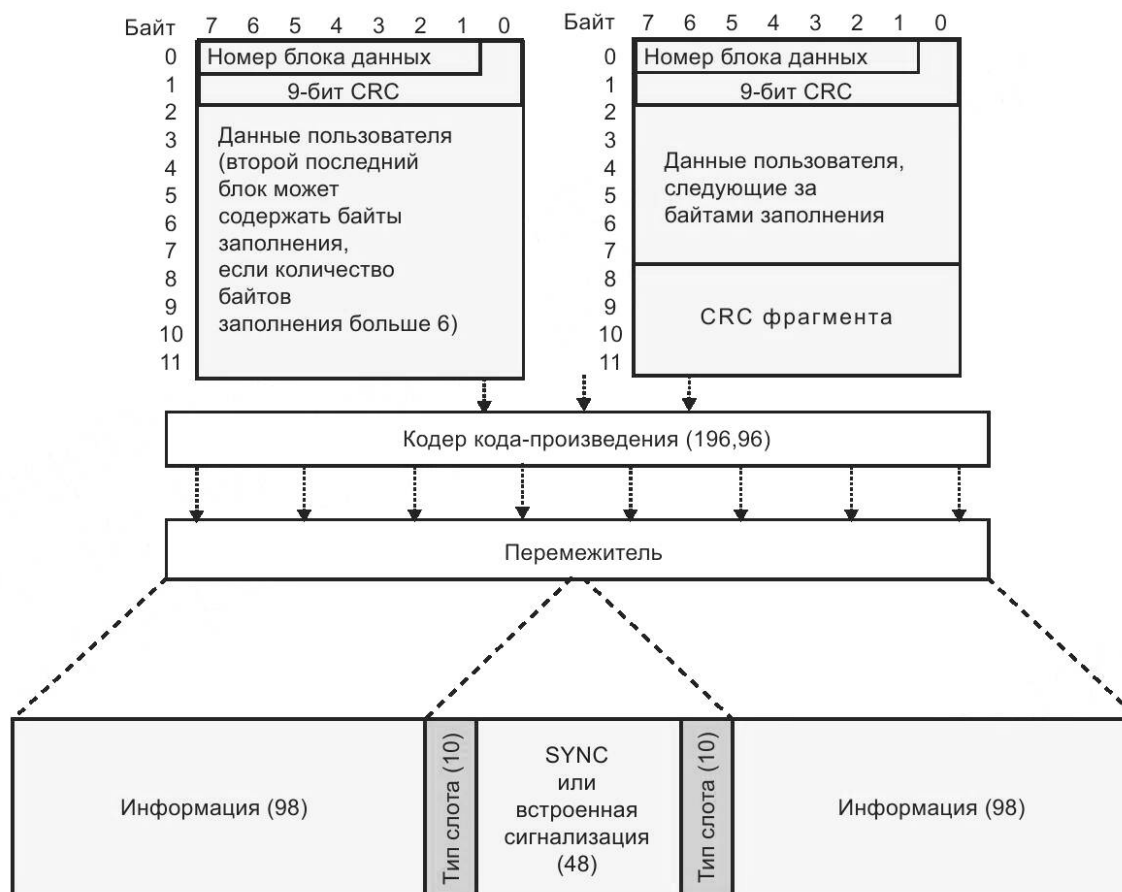 Байт 7 6 5 4 3 2 1 0
0 Номер блока данных
1 9-бит CRC
2
3
4
5
6
7
8
9
10
11
Данные пользователя
(второй последний
блок может
содержать байты
заполнения,
если количество
байтов
заполнения больше 6)
Байт 7 6 5 4 3 2 1 0
0 Номер блока данных
1 9-бит CRC
2
3
4
5
6
7
8
9
10
11
Данные пользователя,
следующие за
байтами заполнения
CRC фрагмента
Кодер кода-произведения (196,96)
Перемежитель
Информация (98)
Тип слота (10)
SYNC
или
встроенная
сигнализация
(48)
Тип слота (10)
Информация (98)